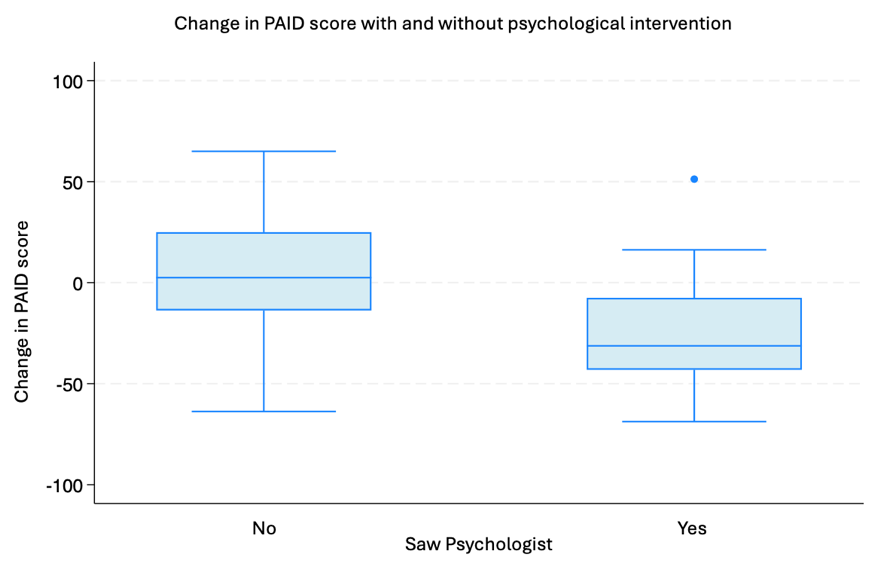 Change in PAID score with and without psychological intervention
100
50
0
-50
-100
Change in PAID score
No
Yes
Saw Psychologist